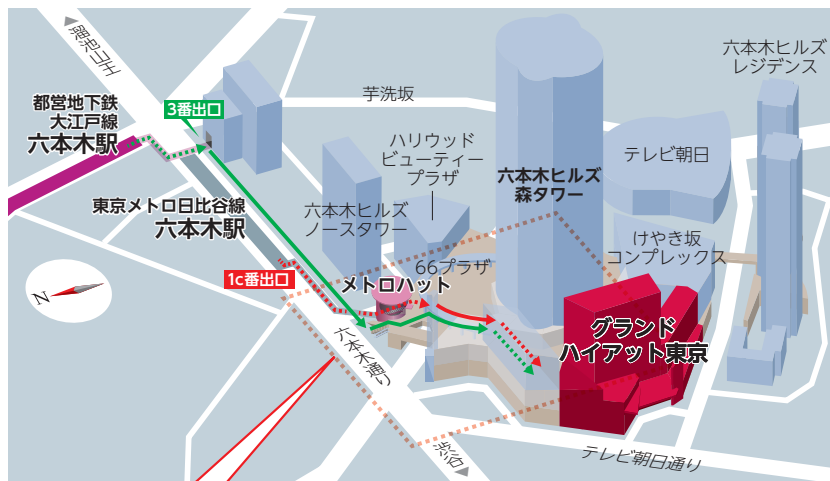 溜池山王
六本木ヒルズ
レジデンス
芋洗坂
都営地下鉄
大江戸線
六本木駅
3番出口
ハリウッド
ビューティー
プラザ
テレビ朝日
六本木ヒルズ
森タワー
東京メトロ日比谷線
六本木駅
六本木ヒルズ
ノースタワー
けやき坂
コンプレックス
66プラザ
1c番出口
メトロハット
N
グランド
ハイアット東京
六本木通り
渋谷
テレビ朝日通り